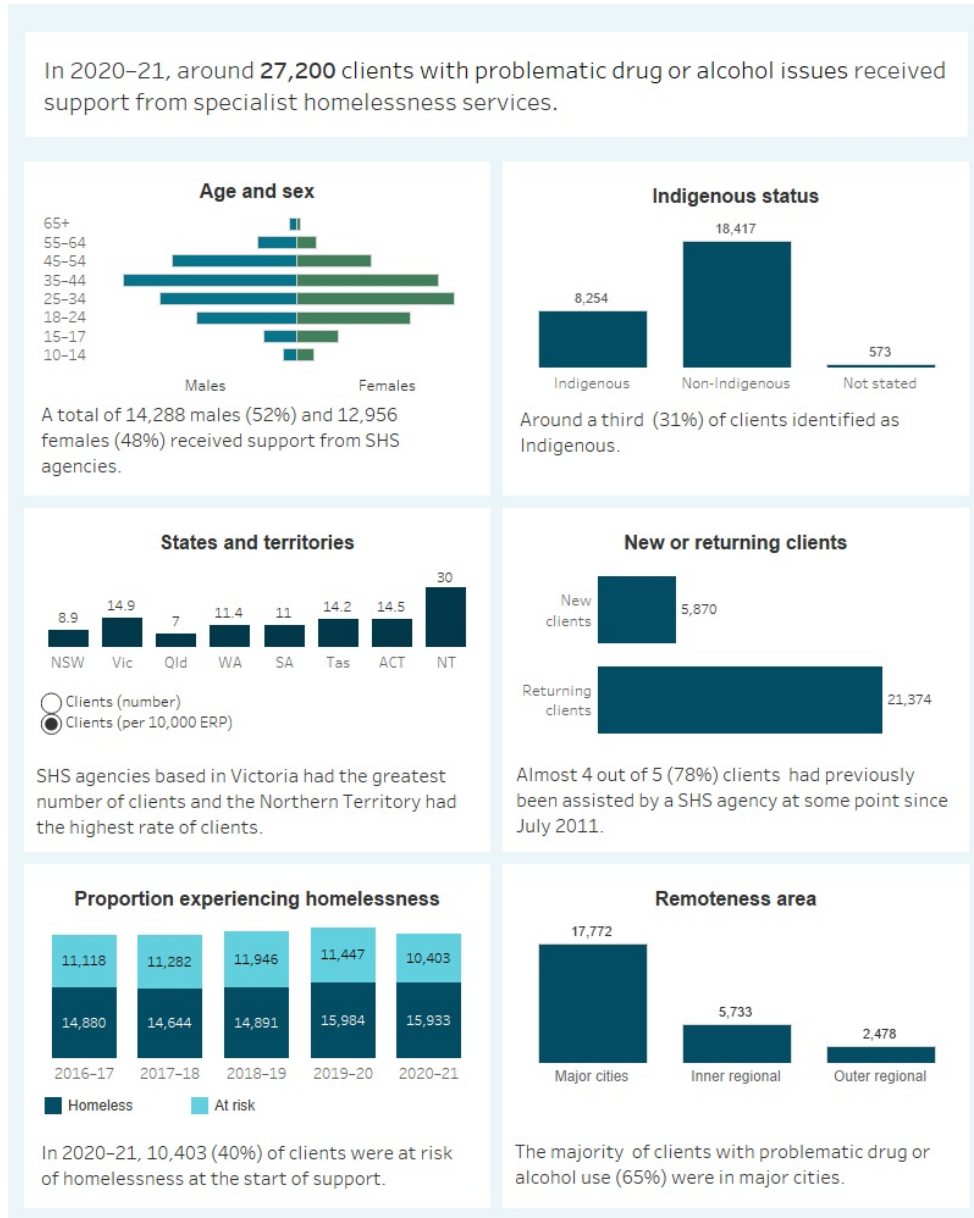 In 2020–21, around 27,200 clients with problematic drug or alcohol issues received
support from specialist homelessness services.
Age and sex
65+
55–64
45–54
35–44
25–34
18–24
15–17
10–14
Males Females
A total of 14,288 males (52%) and 12,956
females (48%) received support from SHS
agencies.
Indigenous status
18,417
8,254
573
Indigenous Non-Indigenous Not stated
Around a third (31%) of clients identified as
Indigenous.
States and territories
8.9 14.9 7 11.4 11 14.2 14.5 30
NSW Vic Qld WA SA Tas ACT NT
Clients (number)
Clients (per 10,000 ERP)
SHS agencies based in Victoria had the greatest
number of clients and the Northern Territory had
the highest rate of clients.
New or returning clients
New
clients
5,870
Returning
clients
21,374
Almost 4 out of 5 (78%) clients had previously
been assisted by a SHS agency at some point since
July 2011.
Proportion experiencing homelessness
11,118 11,282 11,946 11,447 10,403
14,880 14,644 14,891 15,984 15,933
2016–17 2017–18 2018–19 2019–20 2020–21
Homeless At risk
In 2020–21, 10,403 (40%) of clients were at risk
of homelessness at the start of support.
Remoteness area
17,772
5,733
2,478
Major cities Inner regional Outer regional
The majority of clients with problematic drug or
alcohol use (65%) were in major cities.